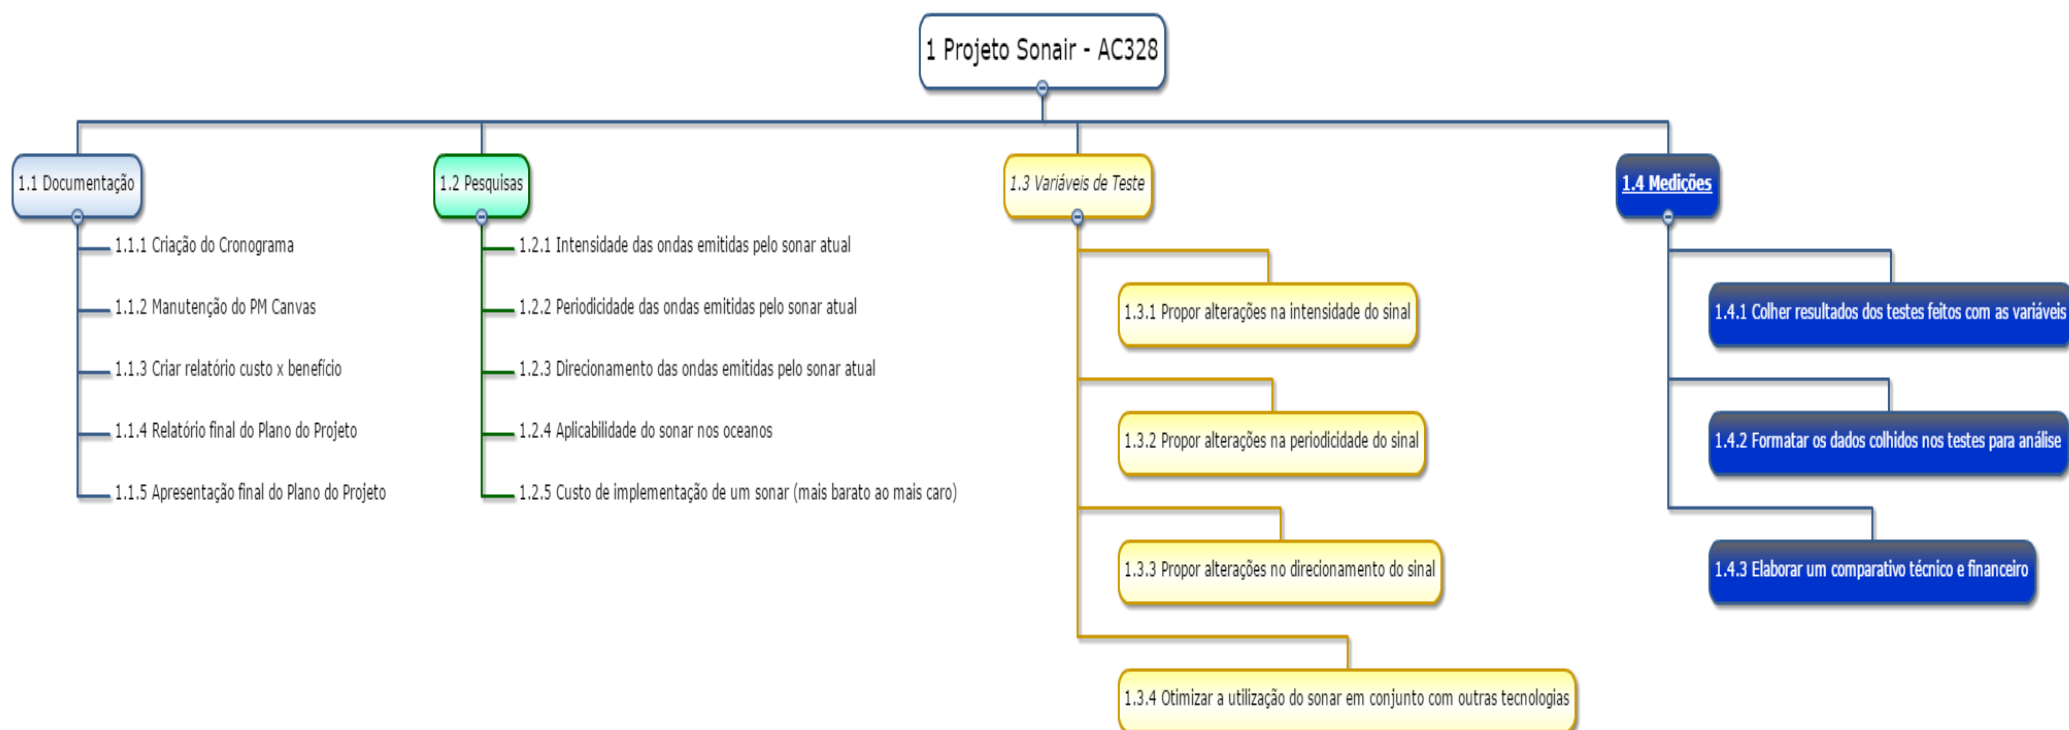 1 Projeto Sonair - AC328
1.1 Documentação
1.1.1 Criação do Cronograma
1.1.2 Manutenção do PM Canvas
1.1.3 Criar relatório custo x benefício
1.1.4 Relatório final do Plano do Projeto
1.1.5 Apresentação final do Plano do Projeto
1.2 Pesquisas
1.2.1 Intensidade das ondas emitidas pelo sonar atual
1.2.2 Periodicidade das ondas emitidas pelo sonar atual
1.2.3 Direcionamento das ondas emitidas pelo sonar atual
1.2.4 Aplicabilidade do sonar nos oceanos
1.2.5 Custo de implementação de um sonar (mais barato ao mais caro)
1.3 Variáveis de Teste
1.3.1 Propor alterações na intensidade do sinal
1.3.2 Propor alterações na periodicidade do sinal
1.3.3 Propor alterações no direcionamento do sinal
1.3.4 Otimizar a utilização do sonar em conjunto com outras tecnologias
1.4 Medições
1.4.1 Colher resultados dos testes feitos com as variáveis
1.4.2 Formatar os dados colhidos nos testes para análise
1.4.3 Elaborar um comparativo técnico e financeiro